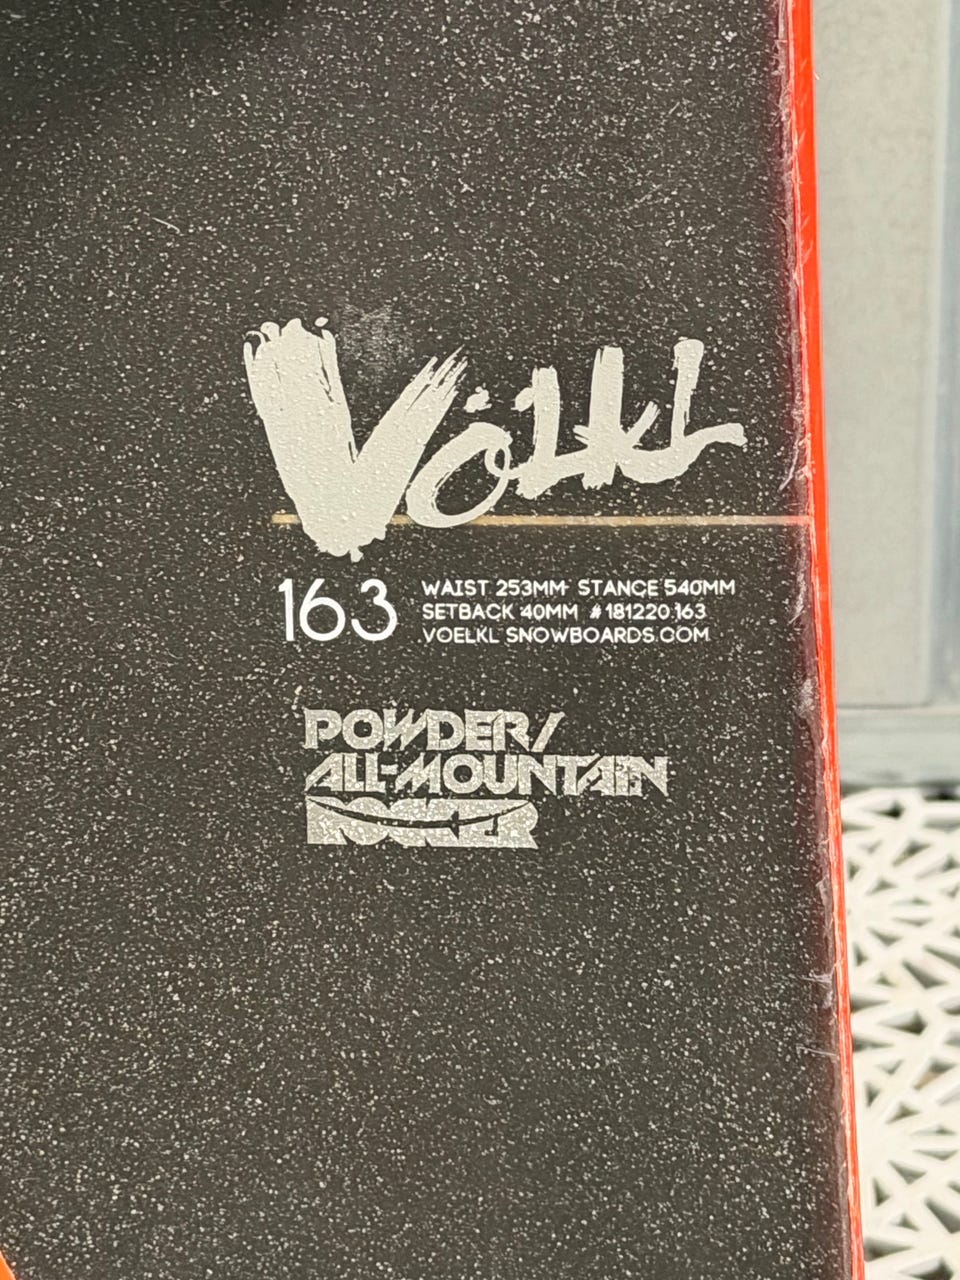 Völkl
163
WAIST 253MM STANCE 540MM
SETBACK 40MM #181220.163
VOELKL SNOWBOARDS.COM
POWDER/
ALL-MOUNTAIN
ROCKER